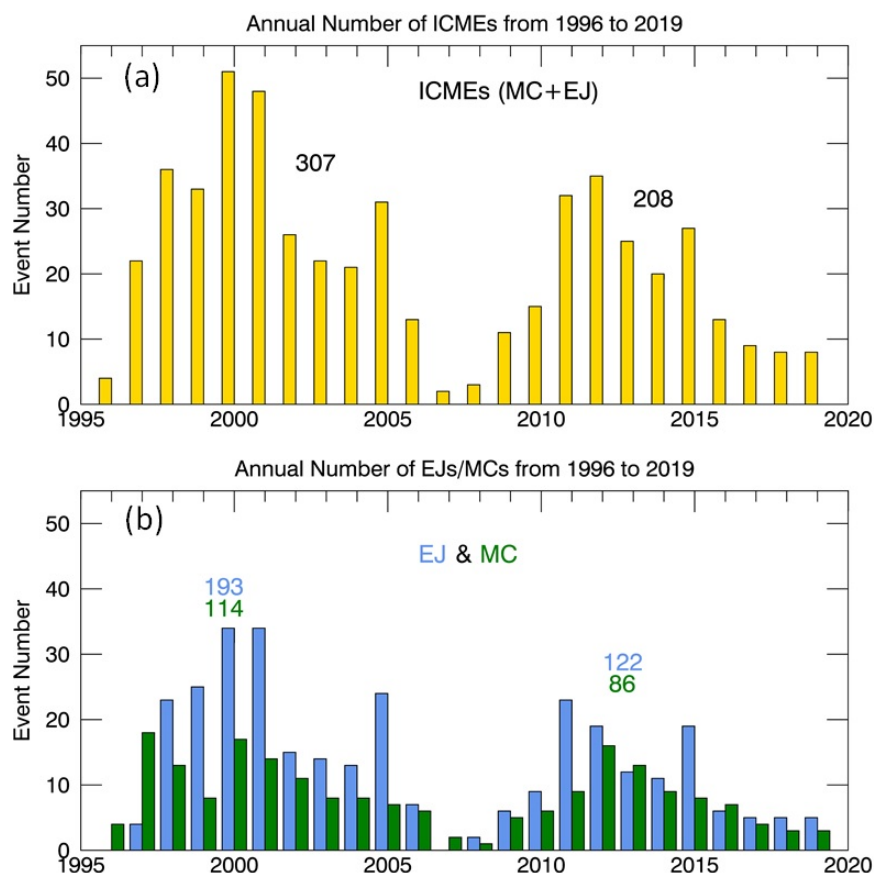 Annual Number of ICMEs from 1996 to 2019
(a)
ICMEs (MC+EJ)
307
208
Event Number
50
40
30
20
10
0
1995 2000 2005 2010 2015 2020
Annual Number of EJs/MCs from 1996 to 2019
(b)
EJ & MC
193
114
122
86
Event Number
50
40
30
20
10
0
1995 2000 2005 2010 2015 2020